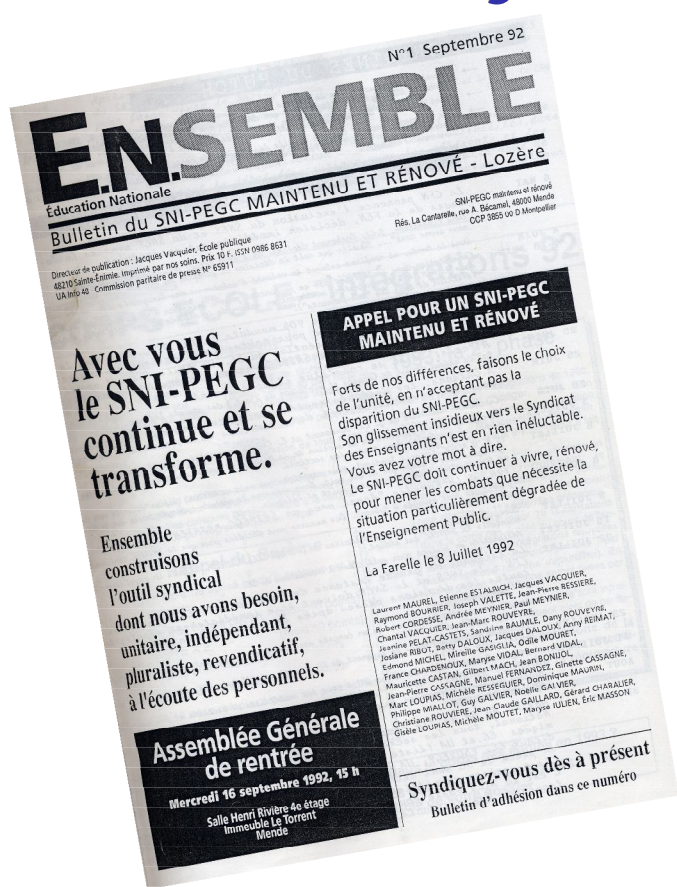 N°1 Septembre 92
E.N.SEMBLE
Éducation Nationale
Bulletin du SNI-PEGC MAINTENU ET RÉNOVÉ - Lozère
Directeur de publication : Jacques Vacquier, École publique
48210 Sainte-Énimie. Imprimé par nos soins. Prix 10 F. ISSN 0986 8631
UA Info 48 - Commission paritaire de presse N° 65911
SNI-PEGC maintenu et rénové
Rés. La Cantarelle, rue A. Bécamel, 48000 Mende
CCP 3855 00 D Montpellier
Avec vous
le SNI-PEGC
continue et se
transforme.
Ensemble
construisons
l'outil syndical
dont nous avons besoin,
unitaire, indépendant,
pluraliste, revendicatif,
à l'écoute des personnels.
Assemblée Générale
de rentrée
Mercredi 16 septembre 1992, 15 h
Salle Henri Rivière 4e étage
Immeuble Le Torrent
Mende
APPEL POUR UN SNI-PEGC
MAINTENU ET RÉNOVÉ
Forts de nos différences, faisons le choix
de l'unité, en n'acceptant pas la
disparition du SNI-PEGC.
Son glissement insidieux vers le Syndicat
des Enseignants n'est en rien inéluctable.
Vous avez votre mot à dire.
Le SNI-PEGC doit continuer à vivre, rénové,
pour mener les combats que nécessite la
situation particulièrement dégradée de
l'Enseignement Public.
La Farelle le 8 Juillet 1992
Laurent MAUREL, Etienne ESTALRICH, Jacques VACQUIER,
Raymond BOURRIER, Joseph VALETTE, Jean-Pierre BESSIERE,
Robert CORDESSE, Andrée MEYNIER, Paul MEYNIER,
Chantal VACQUIER, Jean-Marc ROUVEYRE,
Jeanine PELAT-CASTETS, Sandrine BAUMLE, Dany ROUVEYRE,
Josiane RIBOT, Betty DALOUX, Jacques DALOUX, Anny REIMAT,
Edmond MICHEL, Mireille GASIGLIA, Odile MOURET,
France CHARDENOUX, Maryse VIDAL, Bernard VIDAL,
Mauricette CASTAN, Gilbert MACH, Jean BONIJOL,
Jean-Pierre CASSAGNE, Manuel FERNANDEZ, Ginette CASSAGNE,
Marc LOUPIAS, Michèle RESSEGUIER, Dominique MAURIN,
Philippe MIALLOT, Guy GALVIER, Noëlle GALVIER,
Christiane ROUVIERE, Jean Claude GAILLARD, Gérard CHARALIER,
Gisèle LOUPIAS, Michèle MOUTET, Maryse JULIEN, Éric MASSON
Syndiquez-vous dès à présent
Bulletin d'adhésion dans ce numéro